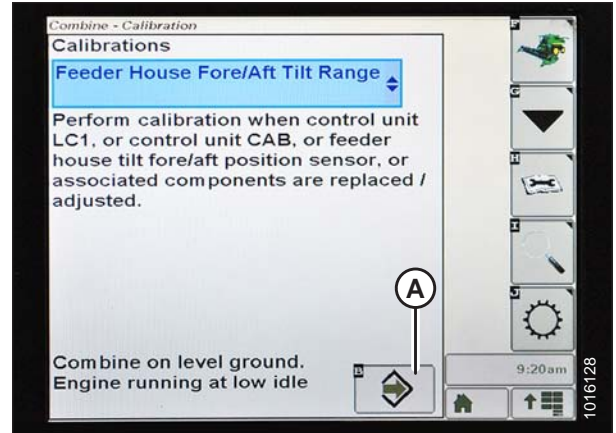 Combine - Calibration
Calibrations
Feeder House Fore/Aft Tilt Range
Perform calibration when control unit
LC1, or control unit CAB, or feeder
house tilt fore/aft position sensor, or
associated components are replaced /
adjusted.
Combine on level ground.
Engine running at low idle
A
B
F
G
H
I
J
9:20am
1016128